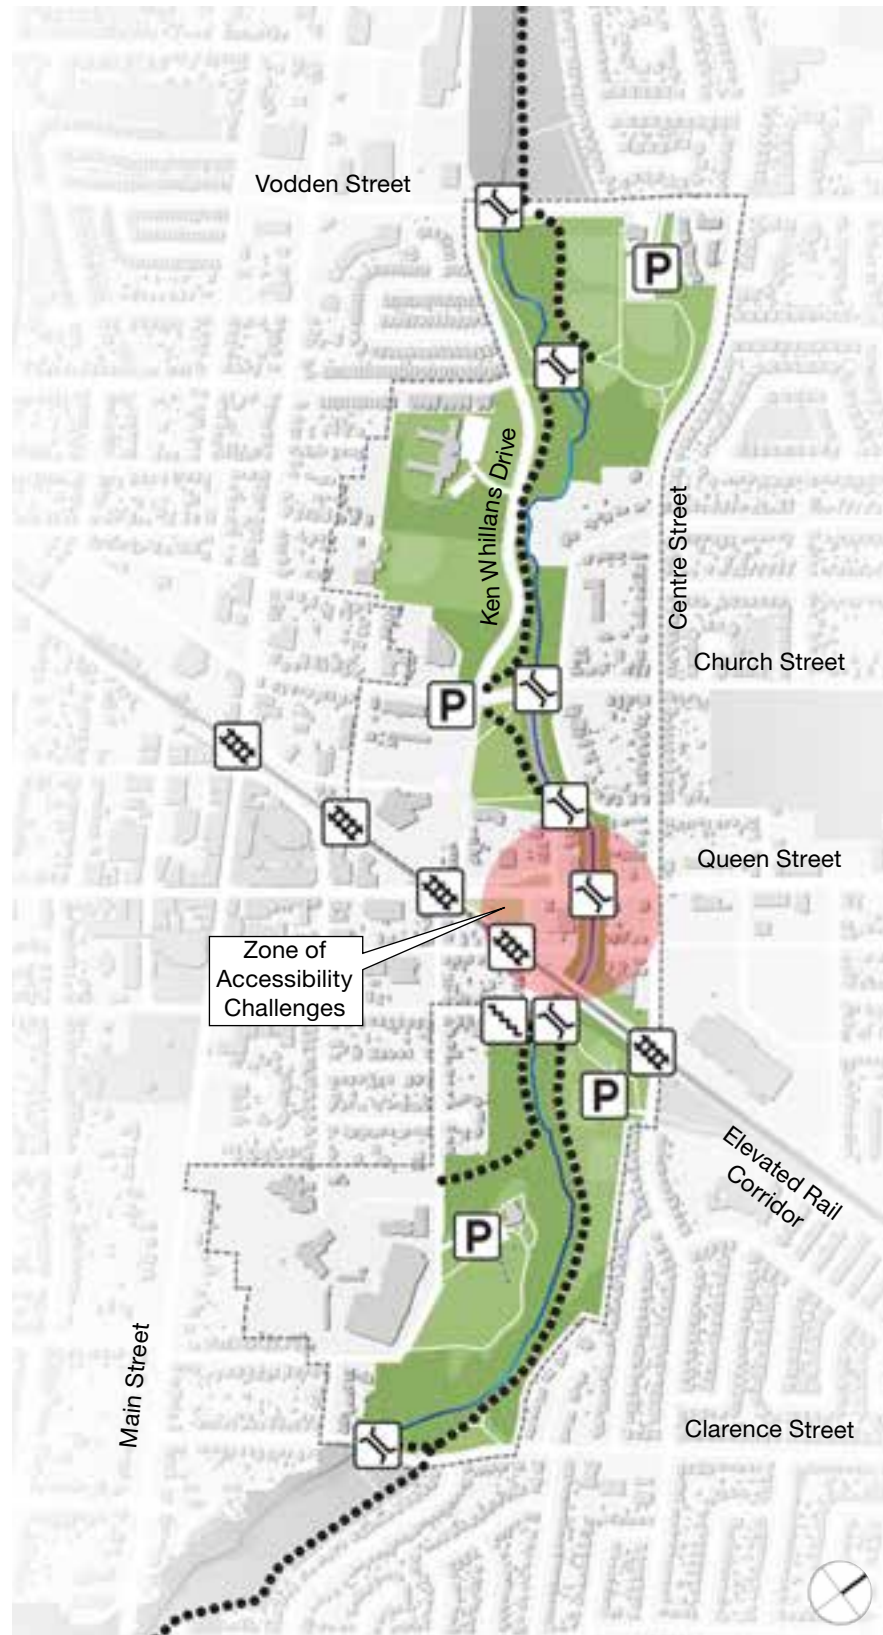 Vodden Street
P
Ken Whillans Drive
Centre Street
Church Street
P
Queen Street
Zone of
Accessibility
Challenges
P
Elevated Rail
Corridor
P
Main Street
Clarence Street